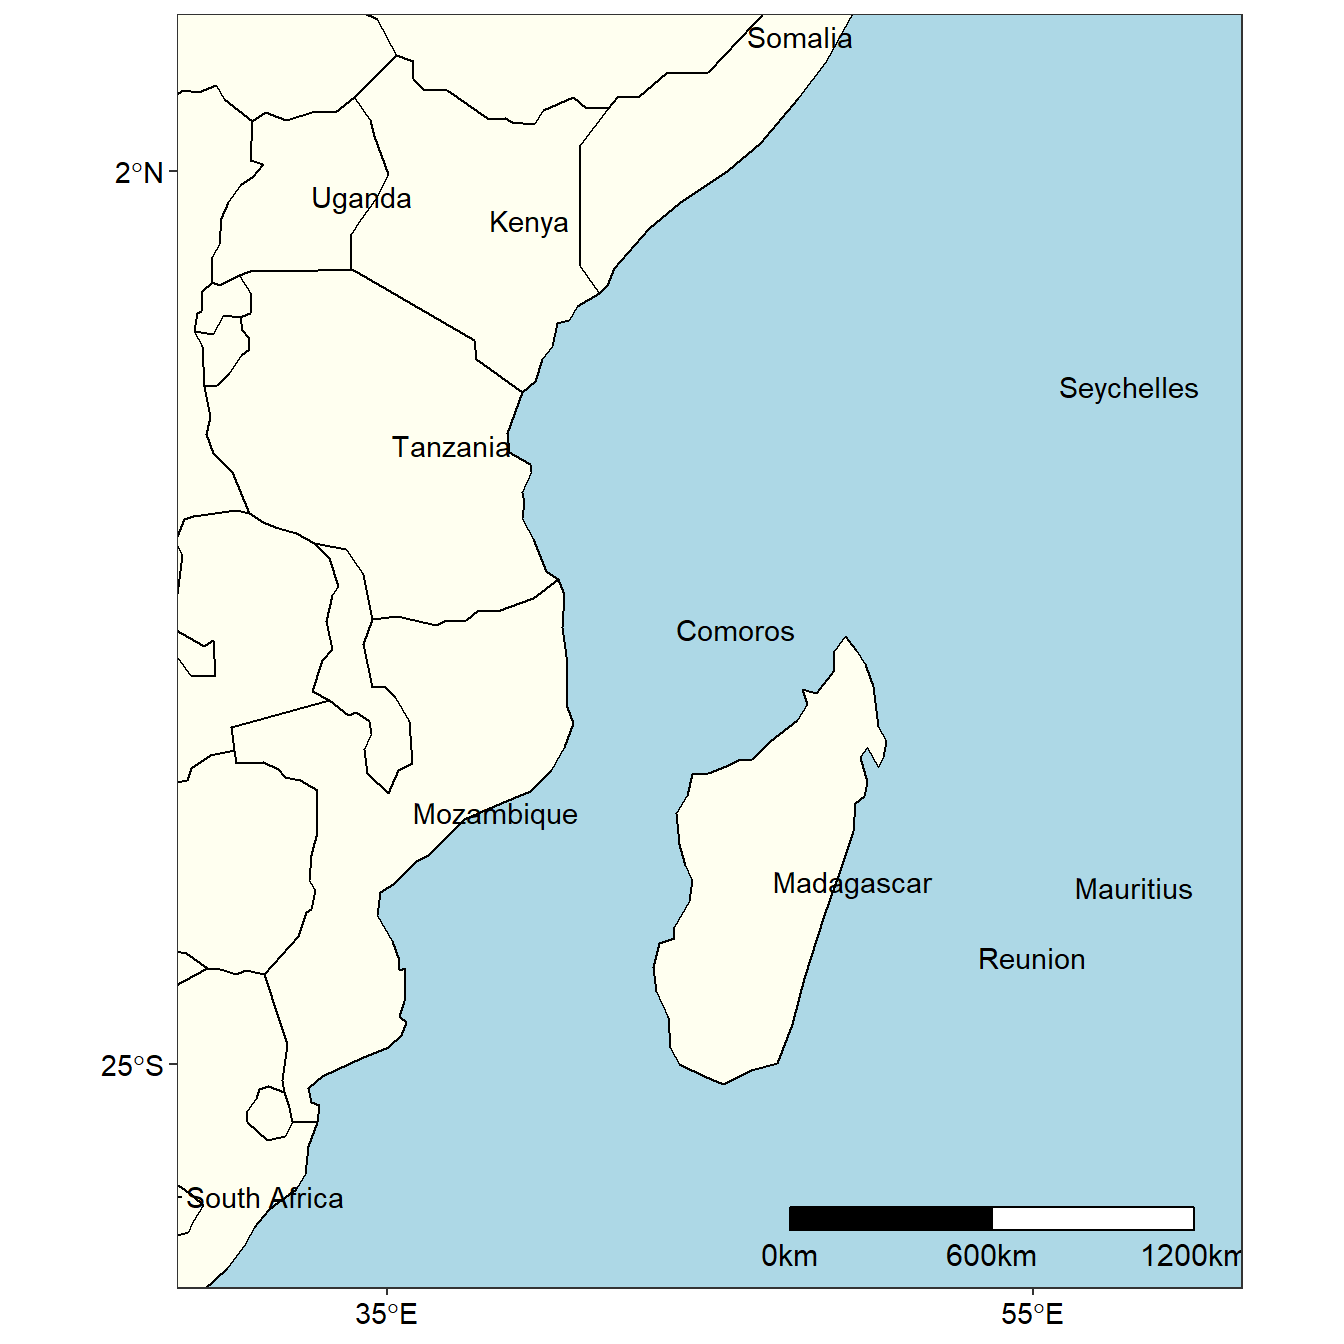 Somalia
2°N
Uganda
Kenya
Seychelles
Tanzania
Comoros
Mozambique
Madagascar
Mauritius
Reunion
25°S
South Africa
0km 600km 1200km
35°E 55°E